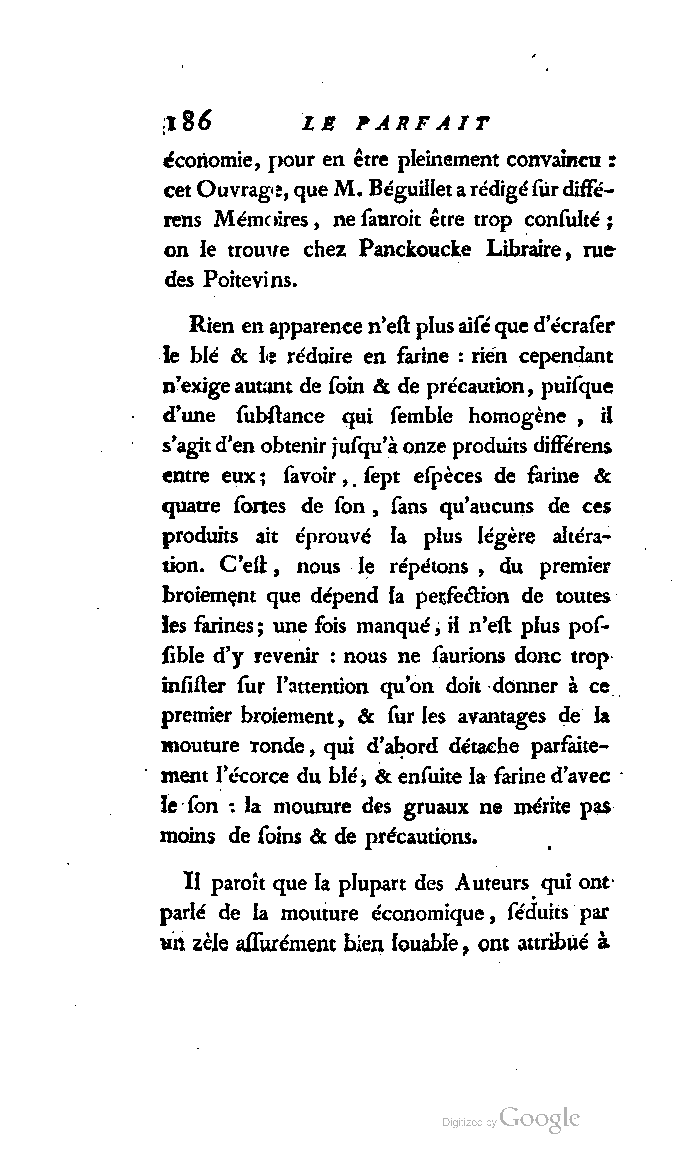 186 LE PARFAIT
économie, pour en être pleinement convaincu :
cet Ouvrage, que M. Béguillet a rédigé ſur diffé-
rens Mémoires, ne ſauroit être trop conſulté ;
on le trouve chez Panckoucke Libraire, rue
des Poitevins.
Rien en apparence n'eſt plus aiſé que d'écraſer
le blé & le réduire en farine : rien cependant
n'exige autant de ſoin & de précaution, puiſque
d'une ſubſtance qui ſemble homogène , il
s'agit d'en obtenir juſqu'à onze produits différens
entre eux ; ſavoir, ſept eſpèces de farine &
quatre ſortes de ſon, ſans qu'aucuns de ces
produits ait éprouvé la plus légère altéra-
tion. C'eſt, nous le répétons , du premier
broiement que dépend la perfection de toutes
les farines ; une fois manqué, il n'eſt plus poſ-
ſible d'y revenir : nous ne ſaurions donc trop
inſiſter ſur l'attention qu'on doit donner à ce
premier broiement, & ſur les avantages de la
mouture ronde, qui d'abord détache parfaite-
ment l'écorce du blé, & enſuite la farine d'avec
le ſon : la mouture des gruaux ne mérite pas
moins de ſoins & de précautions.
Il paroît que la plupart des Auteurs qui ont
parlé de la mouture économique, ſéduits par
un zèle aſſurément bien louable, ont attribué à
Digitized by Google